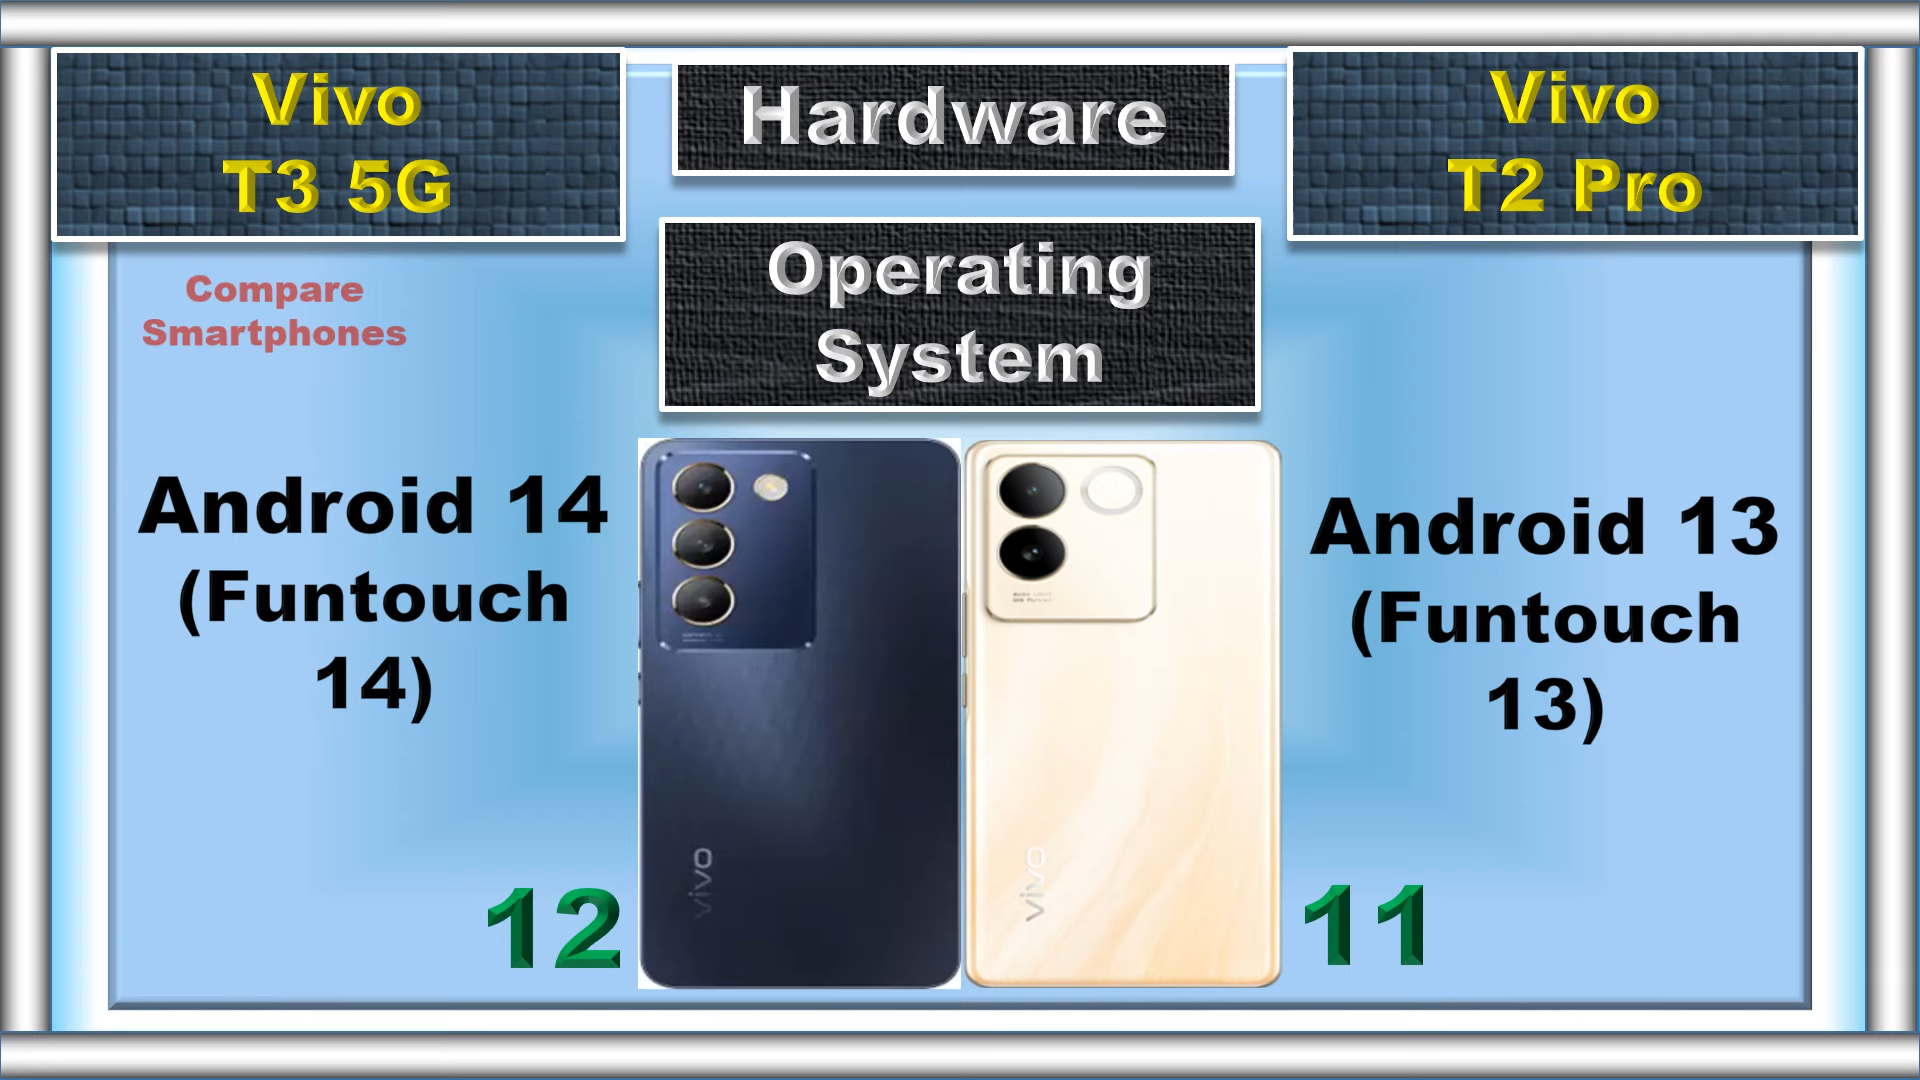 Vivo
T3 5G
Hardware
Vivo
T2 Pro
Operating
System
Compare
Smartphones
Android 14
(Funtouch
14)
Android 13
(Funtouch
13)
vivo
vivo
12
11